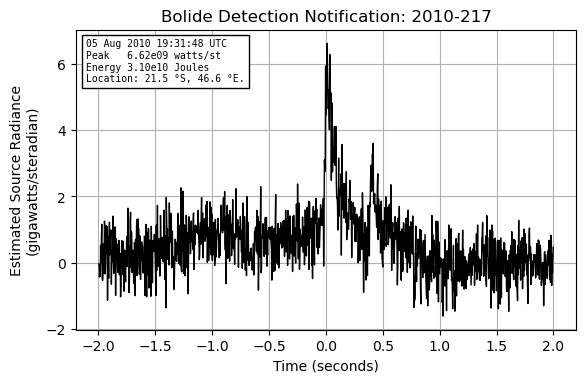 Bolide Detection Notification: 2010-217
05 Aug 2010 19:31:48 UTC
Peak   6.62e09 watts/st
Energy 3.10e10 Joules
Location: 21.5 °S, 46.6 °E.
Estimated Source Radiance
(gigawatts/steradian)
6
4
2
0
−2
−2.0 −1.5 −1.0 −0.5 0.0 0.5 1.0 1.5 2.0
Time (seconds)